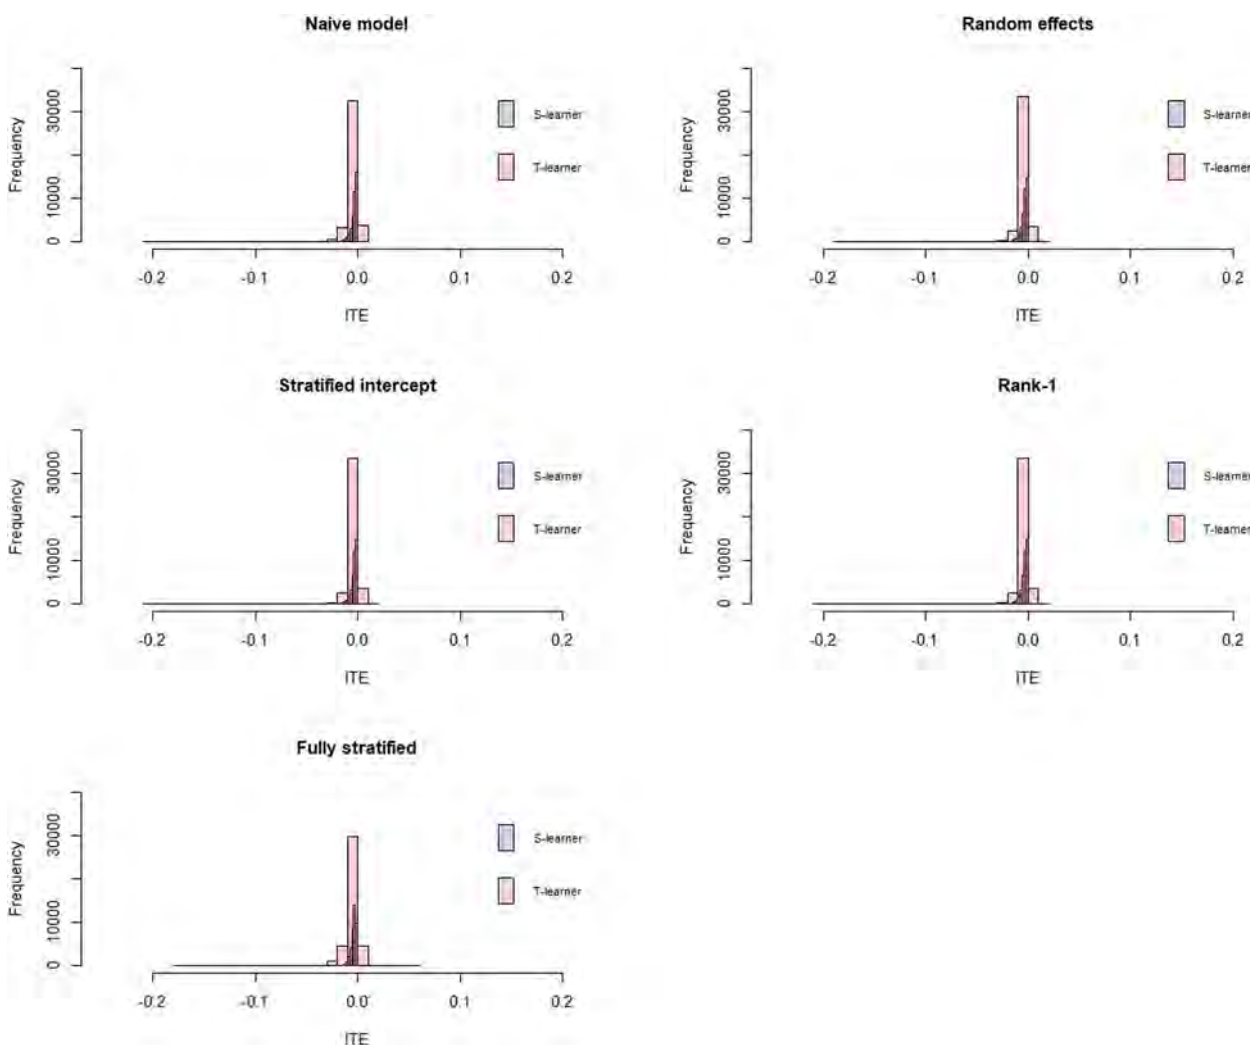 Naive model
Frequency
30000
10000
0
S-learner
T-learner
-0.2 -0.1 0.0 0.1 0.2
ITE
Random effects
Frequency
30000
10000
0
S-learner
T-learner
-0.2 -0.1 0.0 0.1 0.2
ITE
Stratified intercept
Frequency
30000
10000
0
S-learner
T-learner
-0.2 -0.1 0.0 0.1 0.2
ITE
Rank-1
Frequency
30000
10000
0
S-learner
T-learner
-0.2 -0.1 0.0 0.1 0.2
ITE
Fully stratified
Frequency
30000
10000
0
S-learner
T-learner
-0.2 -0.1 0.0 0.1 0.2
ITE